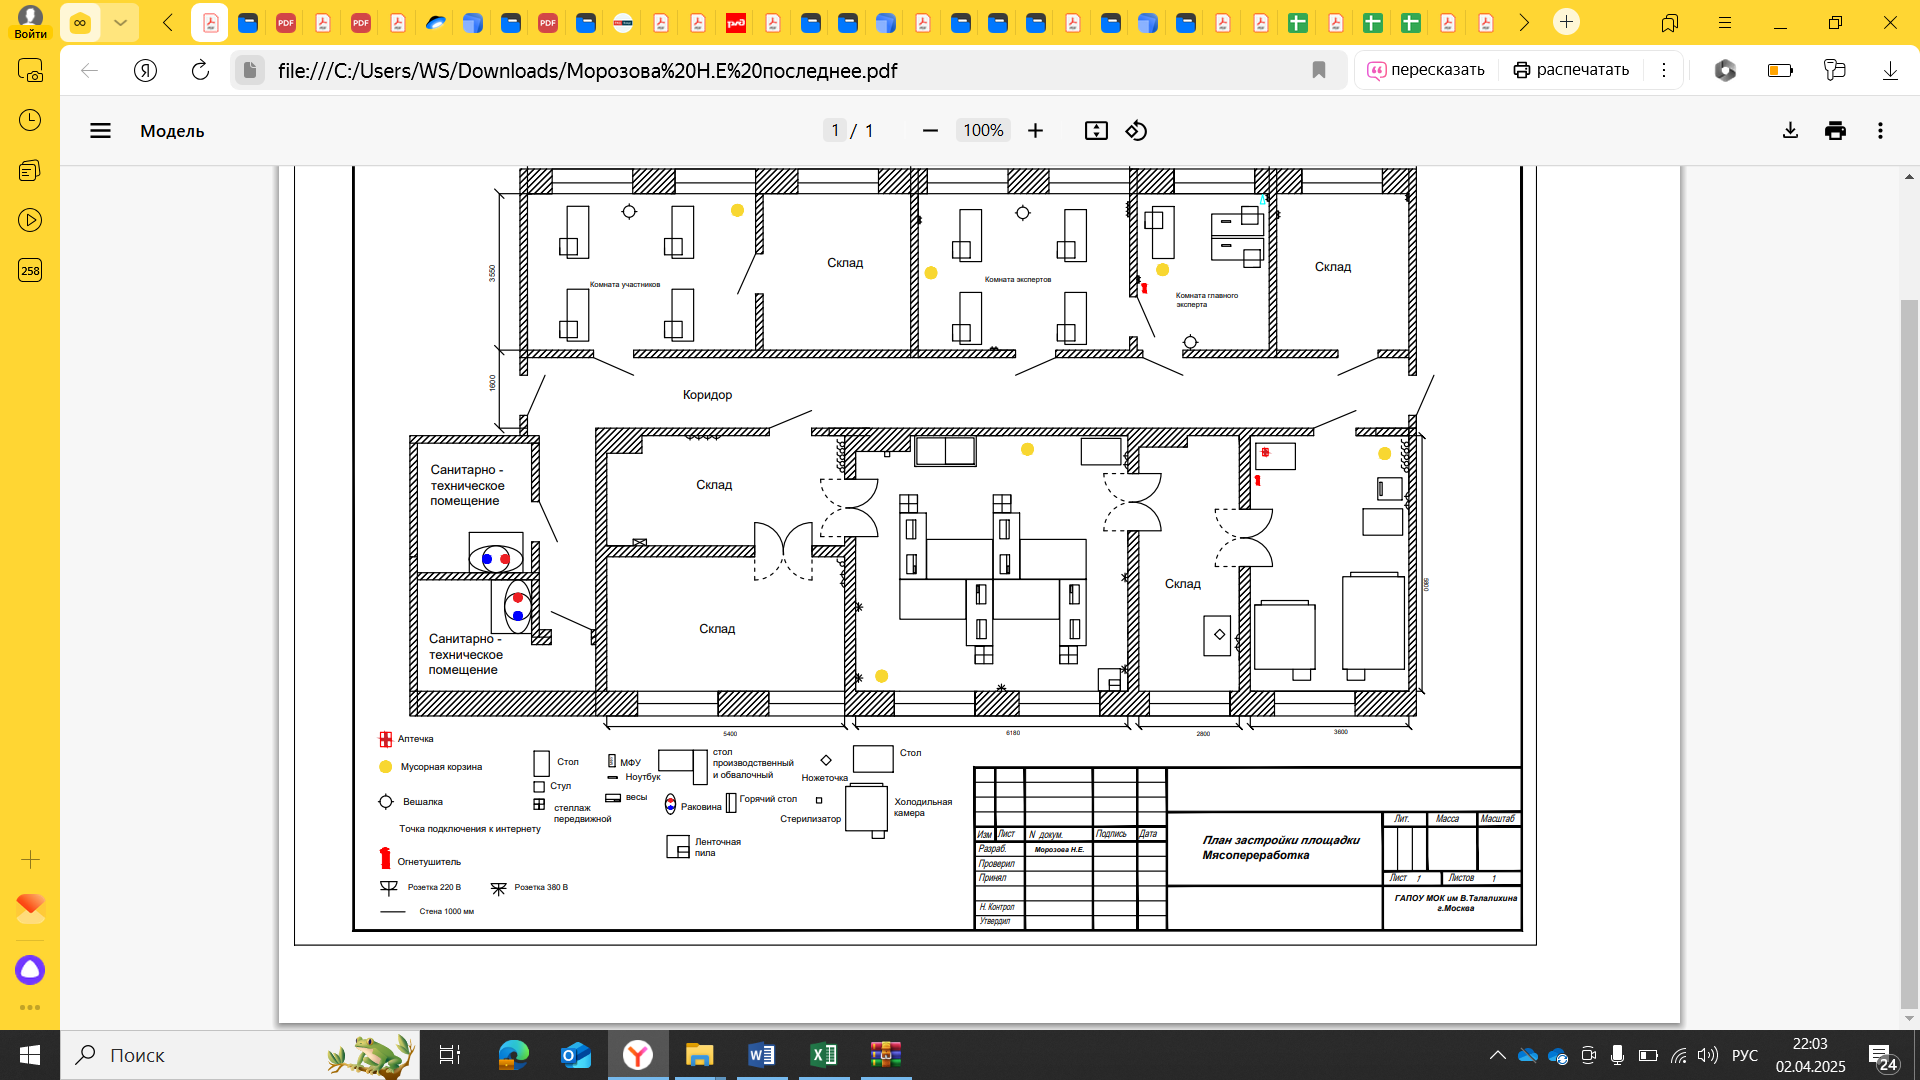 Войти
file:///C:/Users/WS/Downloads/Морозова%20Н.Е%20последнее.pdf
пересказать
распечатать
Модель
1 / 1
100%
258
3550
1600
Комната участников
Склад
Комната экспертов
Комната главного
эксперта
Склад
Коридор
Санитарно -
техническое
помещение
Склад
Склад
Склад
Санитарно -
техническое
помещение
5400
6180
2800
3600
Аптечка
Мусорная корзина
Вешалка
Точка подключения к интернету
Огнетушитель
Розетка 220 В
Розетка 380 В
Стена 1000 мм
Стол
Стул
стеллаж
передвижной
МФУ
Ноутбук
весы
стол
производственный
и обвалочный
Раковина
Горячий стол
Ленточная
пила
Ножеточка
Стерилизатор
Стол
Холодильная
камера
Изм Лист N докум. Подпись Дата
Разраб. Морозова Н.Е.
Проверил
Принял
Н. Контрол
Утвердил
План застройки площадки
Мясопереработка
Лит. Масса Масштаб
Лист 1 Листов 1
ГАПОУ МОК им В.Талалихина
г.Москва
Поиск
РУС
22:03
02.04.2025
24